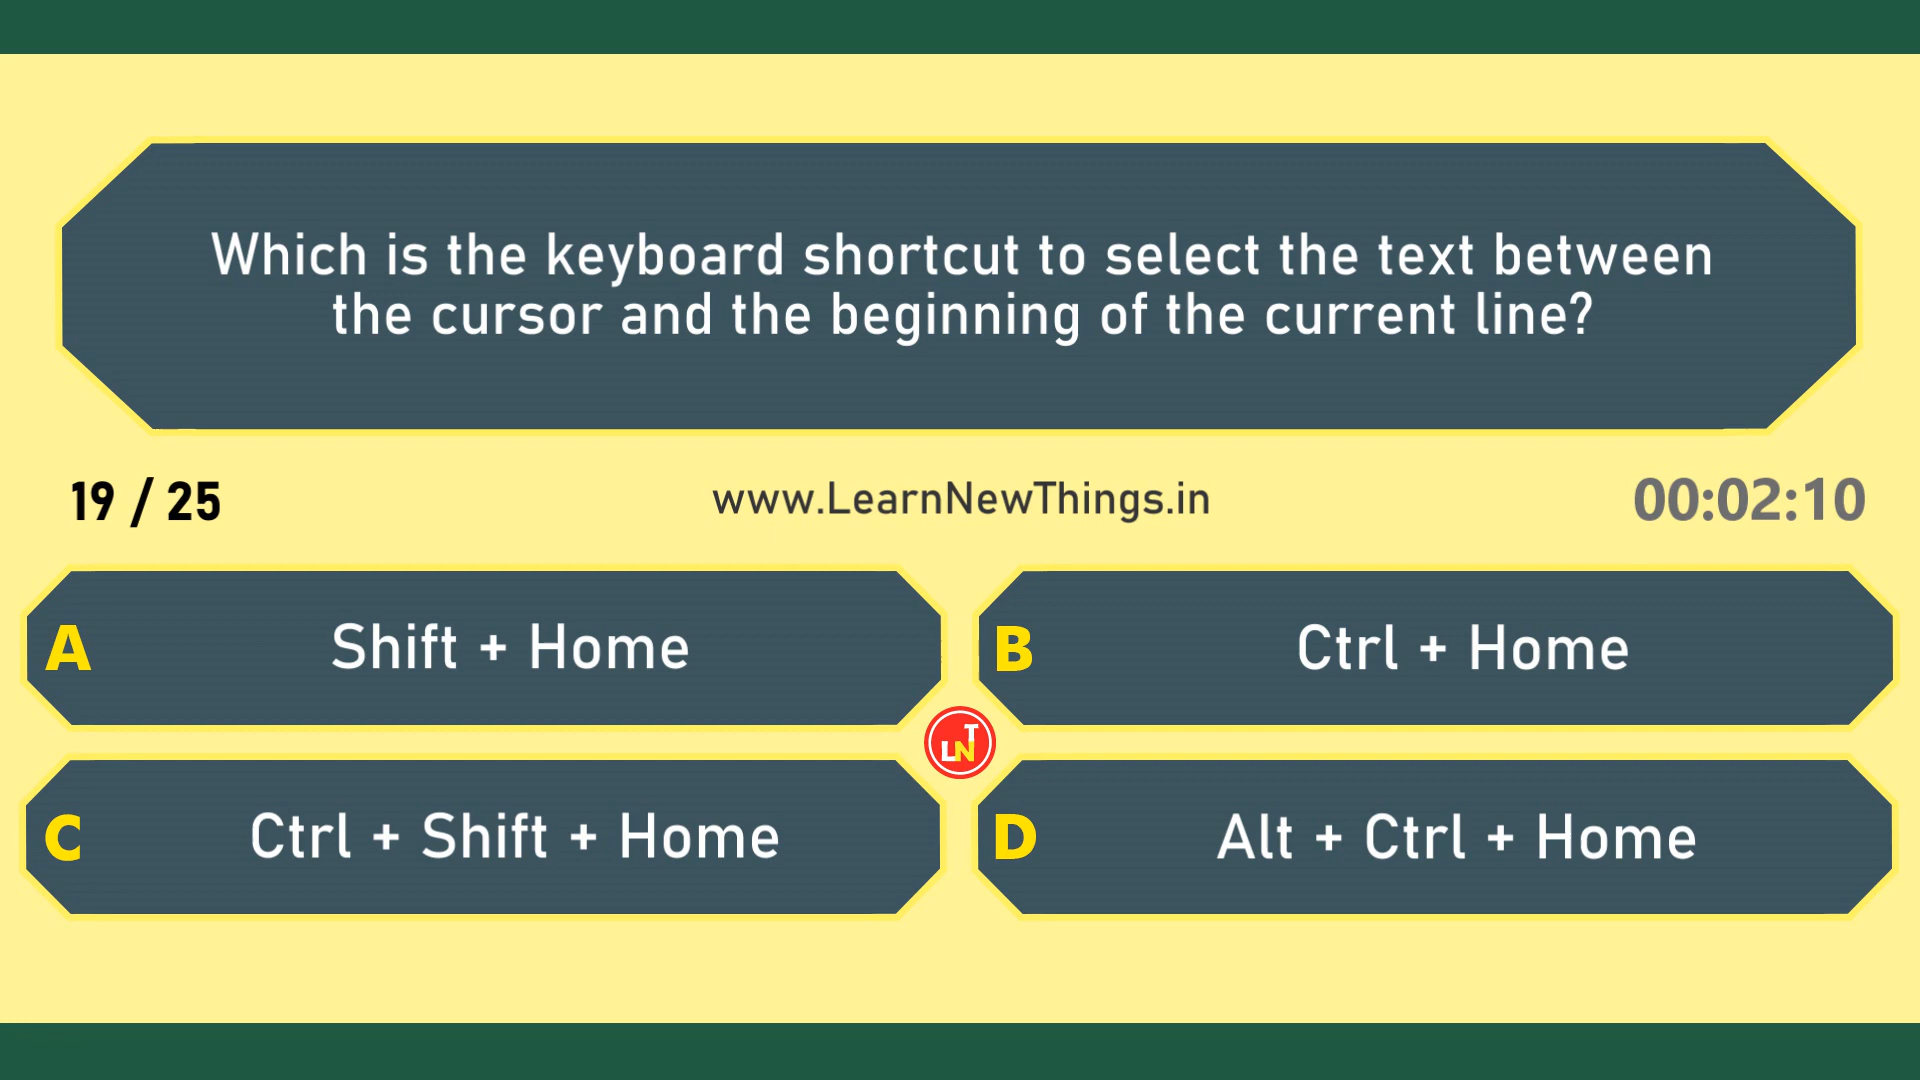 Which is the keyboard shortcut to select the text between
the cursor and the beginning of the current line?
19 / 25
www.LearnNewThings.in
00:02:10
A
Shift + Home
B
Ctrl + Home
LNT
C
Ctrl + Shift + Home
D
Alt + Ctrl + Home